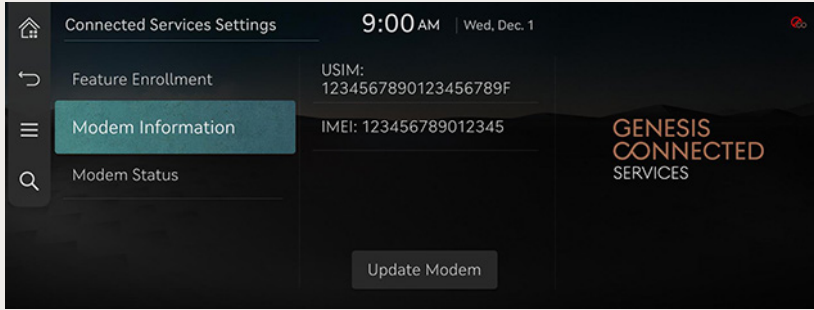 Connected Services Settings
9:00 AM | Wed, Dec. 1
Feature Enrollment
USIM:
1234567890123456789F
Modem Information
IMEI: 123456789012345
GENESIS
CONNECTED
SERVICES
Modem Status
Update Modem